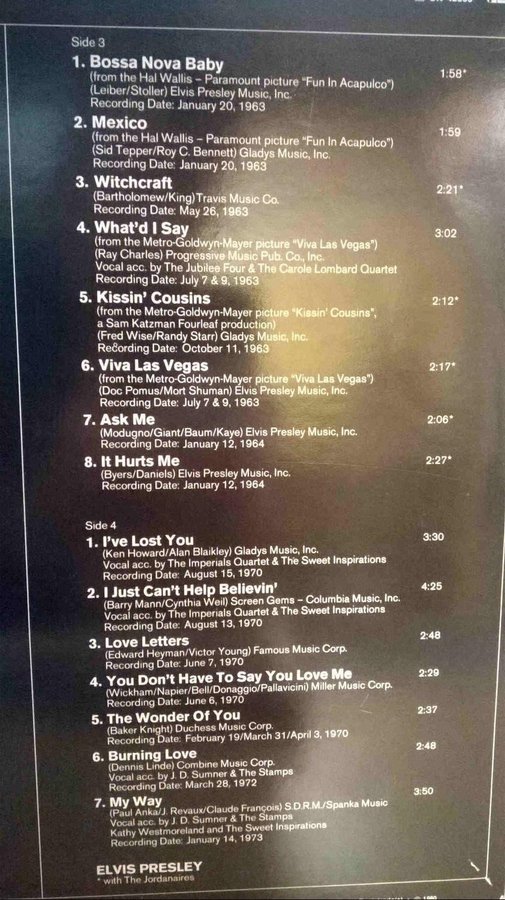 Side 3
1. Bossa Nova Baby 1:58*
(from the Hal Wallis – Paramount picture "Fun In Acapulco")
(Leiber/Stoller) Elvis Presley Music, Inc.
Recording Date: January 20, 1963
2. Mexico 1:59
(from the Hal Wallis – Paramount picture "Fun In Acapulco")
(Sid Tepper/Roy C. Bennett) Gladys Music, Inc.
Recording Date: January 20, 1963
3. Witchcraft 2:21*
(Bartholomew/King) Travis Music Co.
Recording Date: May 26, 1963
4. What'd I Say 3:02
(from the Metro-Goldwyn-Mayer picture "Viva Las Vegas")
(Ray Charles) Progressive Music Pub. Co., Inc.
Vocal acc. by The Jubilee Four & The Carole Lombard Quartet
Recording Date: July 7 & 9, 1963
5. Kissin' Cousins 2:12*
(from the Metro-Goldwyn-Mayer picture "Kissin' Cousins",
a Sam Katzman Fourleaf production)
(Fred Wise/Randy Starr) Gladys Music, Inc.
Recording Date: October 11, 1963
6. Viva Las Vegas 2:17*
(from the Metro-Goldwyn-Mayer picture "Viva Las Vegas")
(Doc Pomus/Mort Shuman) Elvis Presley Music, Inc.
Recording Date: July 7 & 9, 1963
7. Ask Me 2:06*
(Modugno/Giant/Baum/Kaye) Elvis Presley Music, Inc.
Recording Date: January 12, 1964
8. It Hurts Me 2:27*
(Byers/Daniels) Elvis Presley Music, Inc.
Recording Date: January 12, 1964
Side 4
1. I've Lost You 3:30
(Ken Howard/Alan Blaikley) Gladys Music, Inc.
Vocal acc. by The Imperials Quartet & The Sweet Inspirations
Recording Date: August 15, 1970
2. I Just Can't Help Believin' 4:25
(Barry Mann/Cynthia Weil) Screen Gems – Columbia Music, Inc.
Vocal acc. by The Imperials Quartet & The Sweet Inspirations
Recording Date: August 13, 1970
3. Love Letters 2:48
(Edward Heyman/Victor Young) Famous Music Corp.
Recording Date: June 7, 1970
4. You Don't Have To Say You Love Me 2:29
(Wickham/Napier/Bell/Donaggio/Pallavicini) Miller Music Corp.
Recording Date: June 6, 1970
5. The Wonder Of You 2:37
(Baker Knight) Duchess Music Corp.
Recording Date: February 19/March 31/April 3, 1970
6. Burning Love 2:48
(Dennis Linde) Combine Music Corp.
Vocal acc. by J. D. Sumner & The Stamps
Recording Date: March 28, 1972
7. My Way 3:50
(Paul Anka/J. Revaux/Claude François) S.D.R.M./Spanka Music
Vocal acc. by J. D. Sumner & The Stamps
Kathy Westmoreland and The Sweet Inspirations
Recording Date: January 14, 1973
ELVIS PRESLEY
* with The Jordanaires